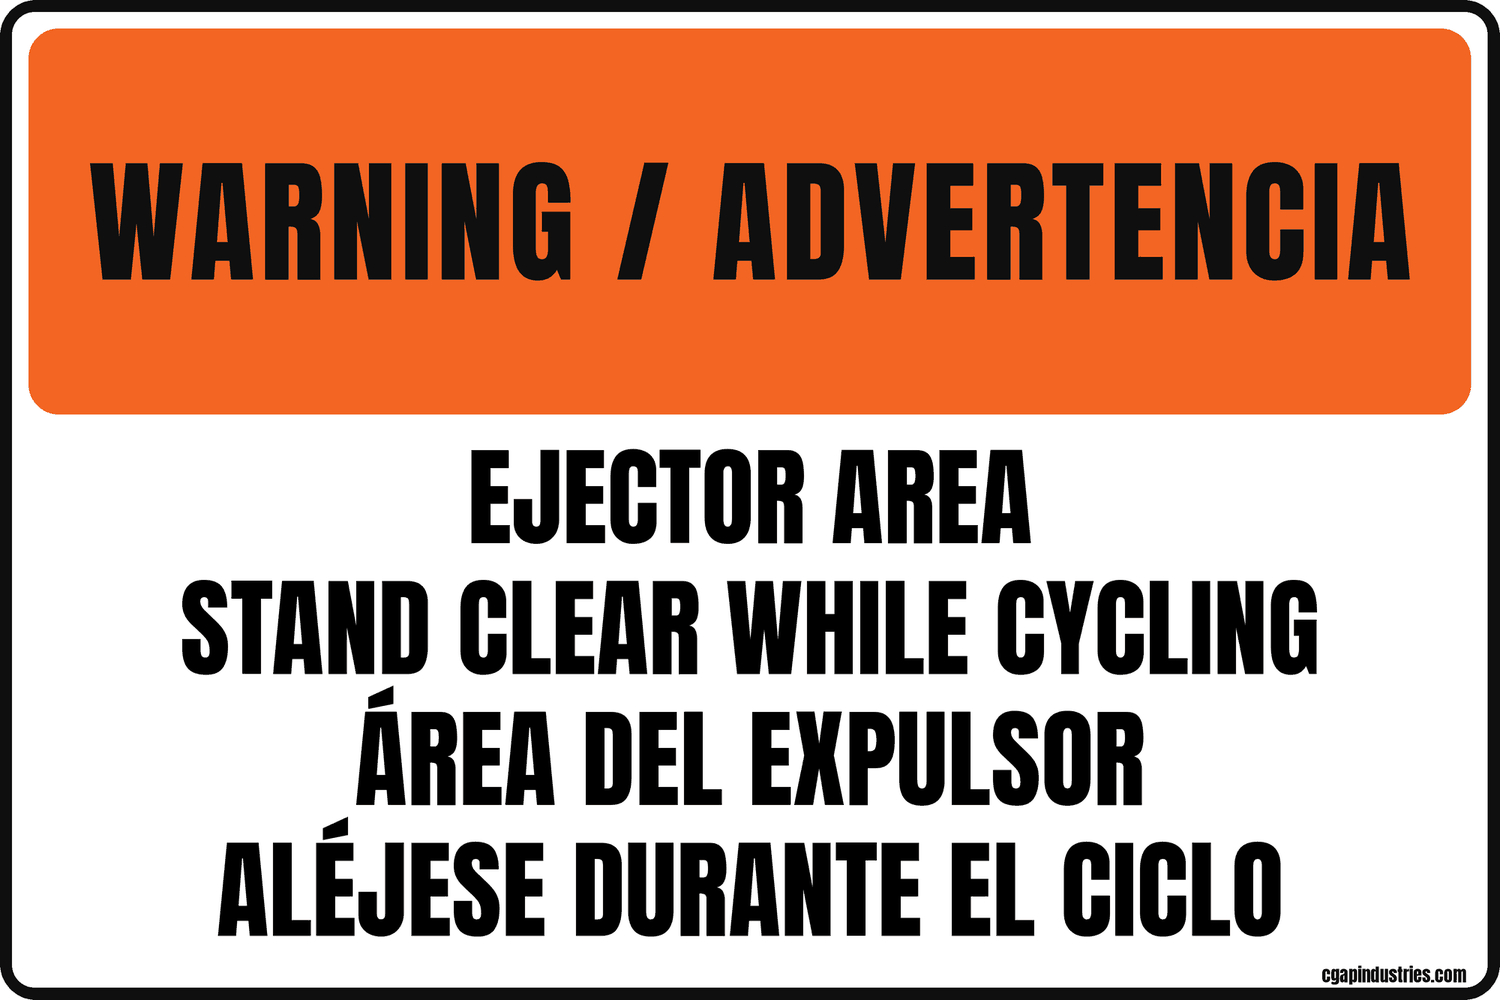 WARNING / ADVERTENCIA
EJECTOR AREA
STAND CLEAR WHILE CYCLING
ÁREA DEL EXPULSOR
ALÉJESE DURANTE EL CICLO
cgapindustries.com